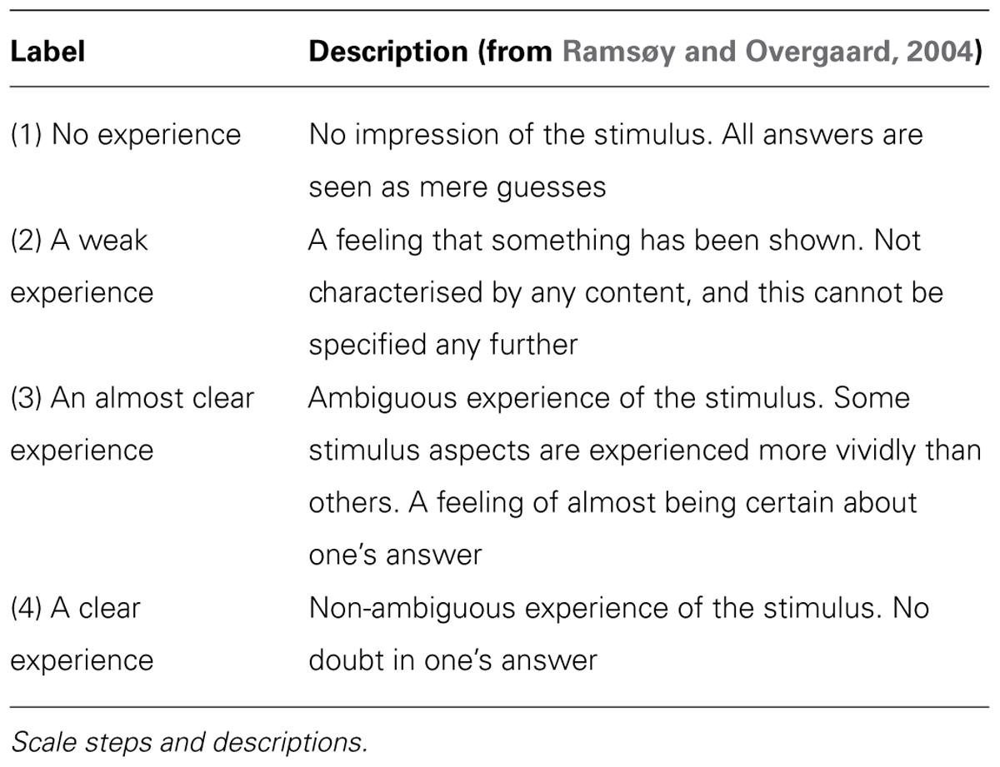 Label Description (from Ramsøy and Overgaard, 2004)
(1) No experience No impression of the stimulus. All answers are
seen as mere guesses
(2) A weak A feeling that something has been shown. Not
experience characterised by any content, and this cannot be
specified any further
(3) An almost clear Ambiguous experience of the stimulus. Some
experience stimulus aspects are experienced more vividly than
others. A feeling of almost being certain about
one’s answer
(4) A clear Non-ambiguous experience of the stimulus. No
experience doubt in one’s answer
Scale steps and descriptions.